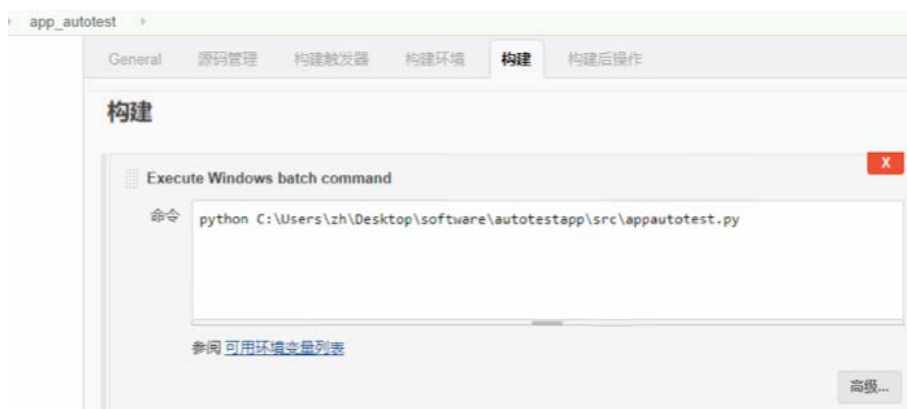 app_autotest
General 源码管理 构建触发器 构建环境 构建 构建后操作
构建
X
Execute Windows batch command
命令 python C:\Users\zh\Desktop\software\autotestapp\src\appautotest.py
参阅 可用环境变量列表
高级...